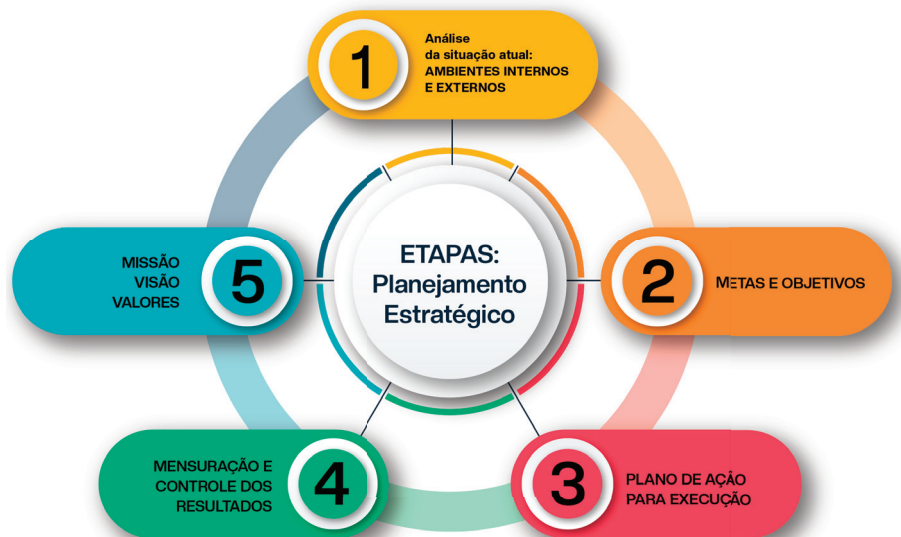 1
Análise
da situação atual:
AMBIENTES INTERNOS
E EXTERNOS
ETAPAS:
Planejamento
Estratégico
2
METAS E OBJETIVOS
3
PLANO DE AÇÃO
PARA EXECUÇÃO
4
MENSURAÇÃO E
CONTROLE DOS
RESULTADOS
5
MISSÃO
VISÃO
VALORES